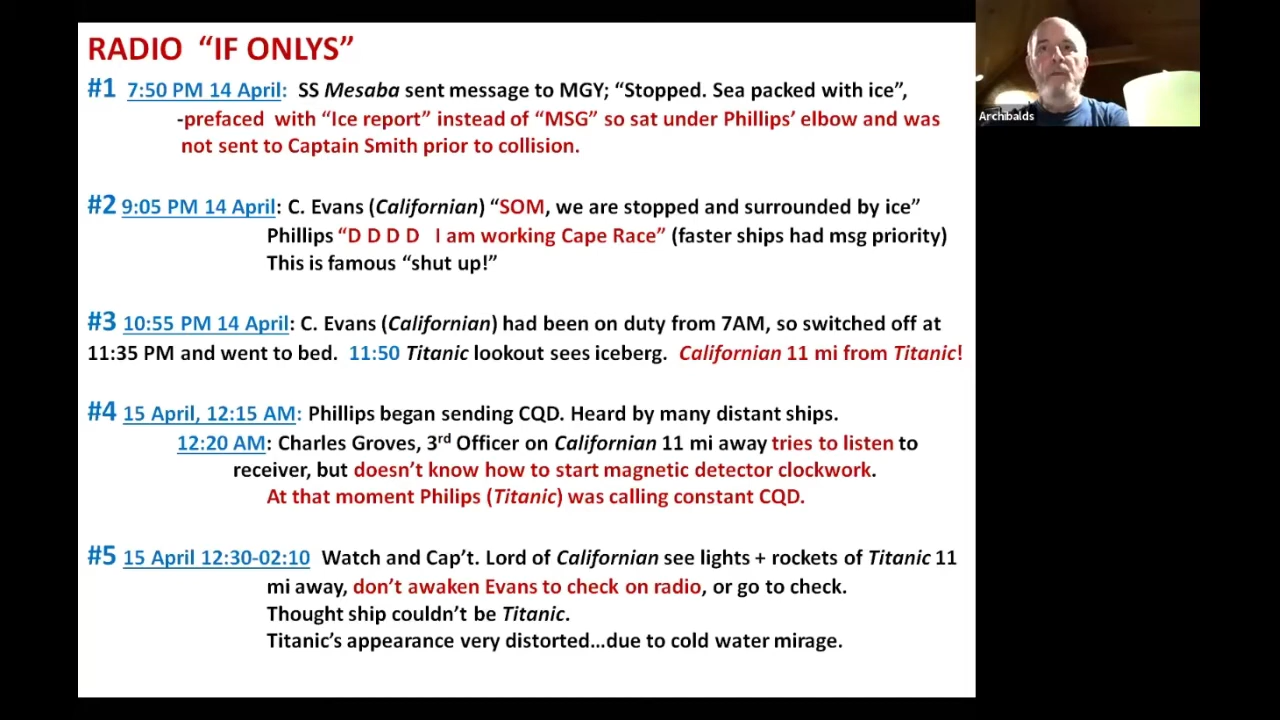 RADIO “IF ONLYS”
#1 7:50 PM 14 April: SS Mesaba sent message to MGY; “Stopped. Sea packed with ice”,
-prefaced with “Ice report” instead of “MSG” so sat under Phillips’ elbow and was
not sent to Captain Smith prior to collision.
#2 9:05 PM 14 April: C. Evans (Californian) “SOM, we are stopped and surrounded by ice”
Phillips “D D D D I am working Cape Race” (faster ships had msg priority)
This is famous “shut up!”
#3 10:55 PM 14 April: C. Evans (Californian) had been on duty from 7AM, so switched off at
11:35 PM and went to bed. 11:50 Titanic lookout sees iceberg. Californian 11 mi from Titanic!
#4 15 April, 12:15 AM: Phillips began sending CQD. Heard by many distant ships.
12:20 AM: Charles Groves, 3rd Officer on Californian 11 mi away tries to listen to
receiver, but doesn’t know how to start magnetic detector clockwork.
At that moment Philips (Titanic) was calling constant CQD.
#5 15 April 12:30-02:10 Watch and Cap’t. Lord of Californian see lights + rockets of Titanic 11
mi away, don’t awaken Evans to check on radio, or go to check.
Thought ship couldn’t be Titanic.
Titanic’s appearance very distorted…due to cold water mirage.
Archibalds